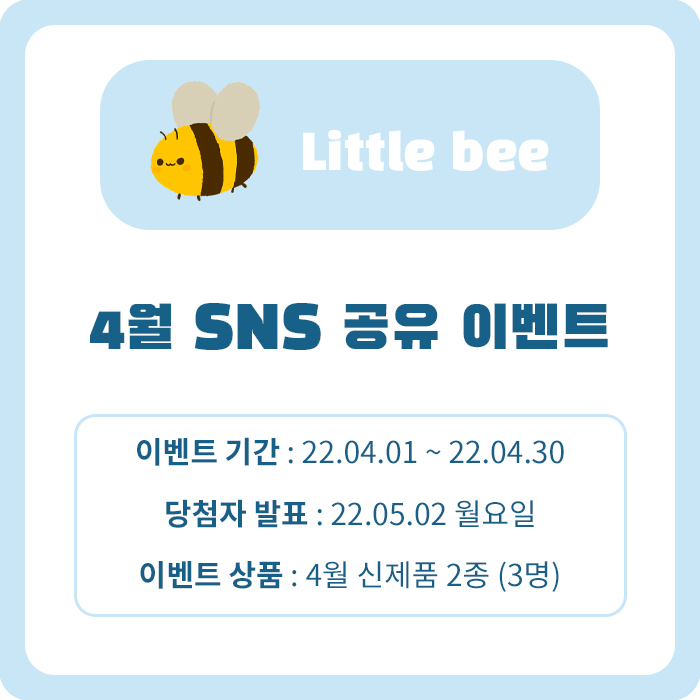 Little bee
4월 SNS 공유 이벤트
이벤트 기간 : 22.04.01 ~ 22.04.30
당첨자 발표 : 22.05.02 월요일
이벤트 상품 : 4월 신제품 2종 (3명)